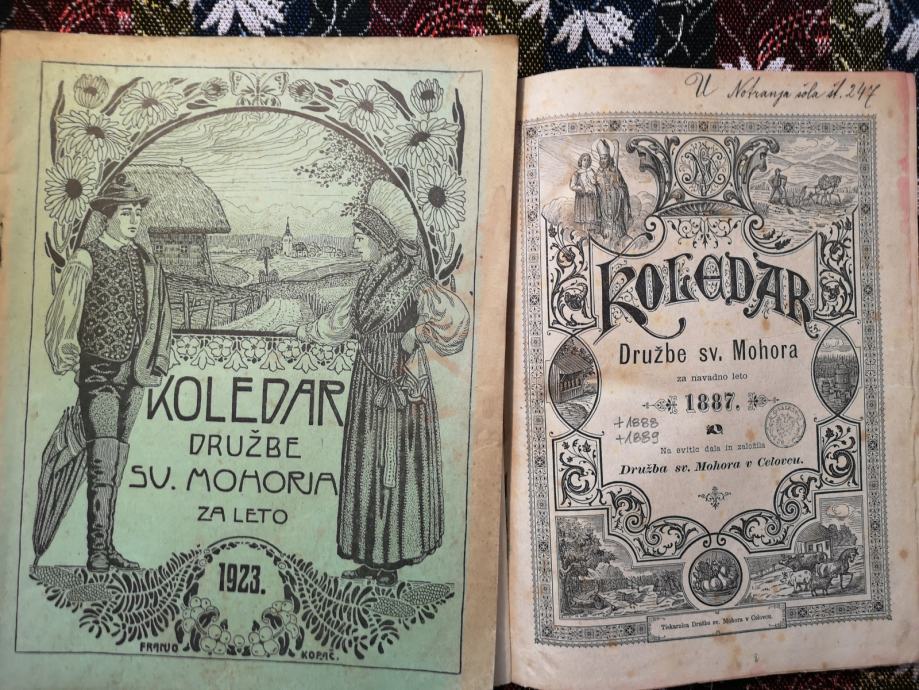 KOLEDAR
DRUŽBE
SV. MOHORJA
ZA LETO
1923.
FRANJO KOPAČ.
U Notranja šola št. 247
KOLEDAR
Družbe sv. Mohora
za navadno leto
1887.
+1888
+1889
Na svitlo dala in založila
Družba sv. Mohora v Celovcu.
Tiskarnica Družbe sv. Mohora v Celovcu.